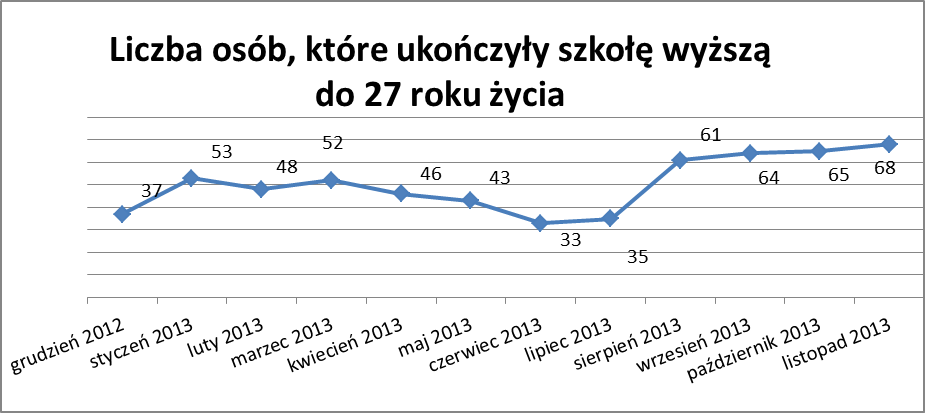 Liczba osób, które ukończyły szkołę wyższą
do 27 roku życia
37
53
48
52
46
43
33
35
61
64
65
68
grudzień 2012
styczeń 2013
luty 2013
marzec 2013
kwiecień 2013
maj 2013
czerwiec 2013
lipiec 2013
sierpień 2013
wrzesień 2013
październik 2013
listopad 2013